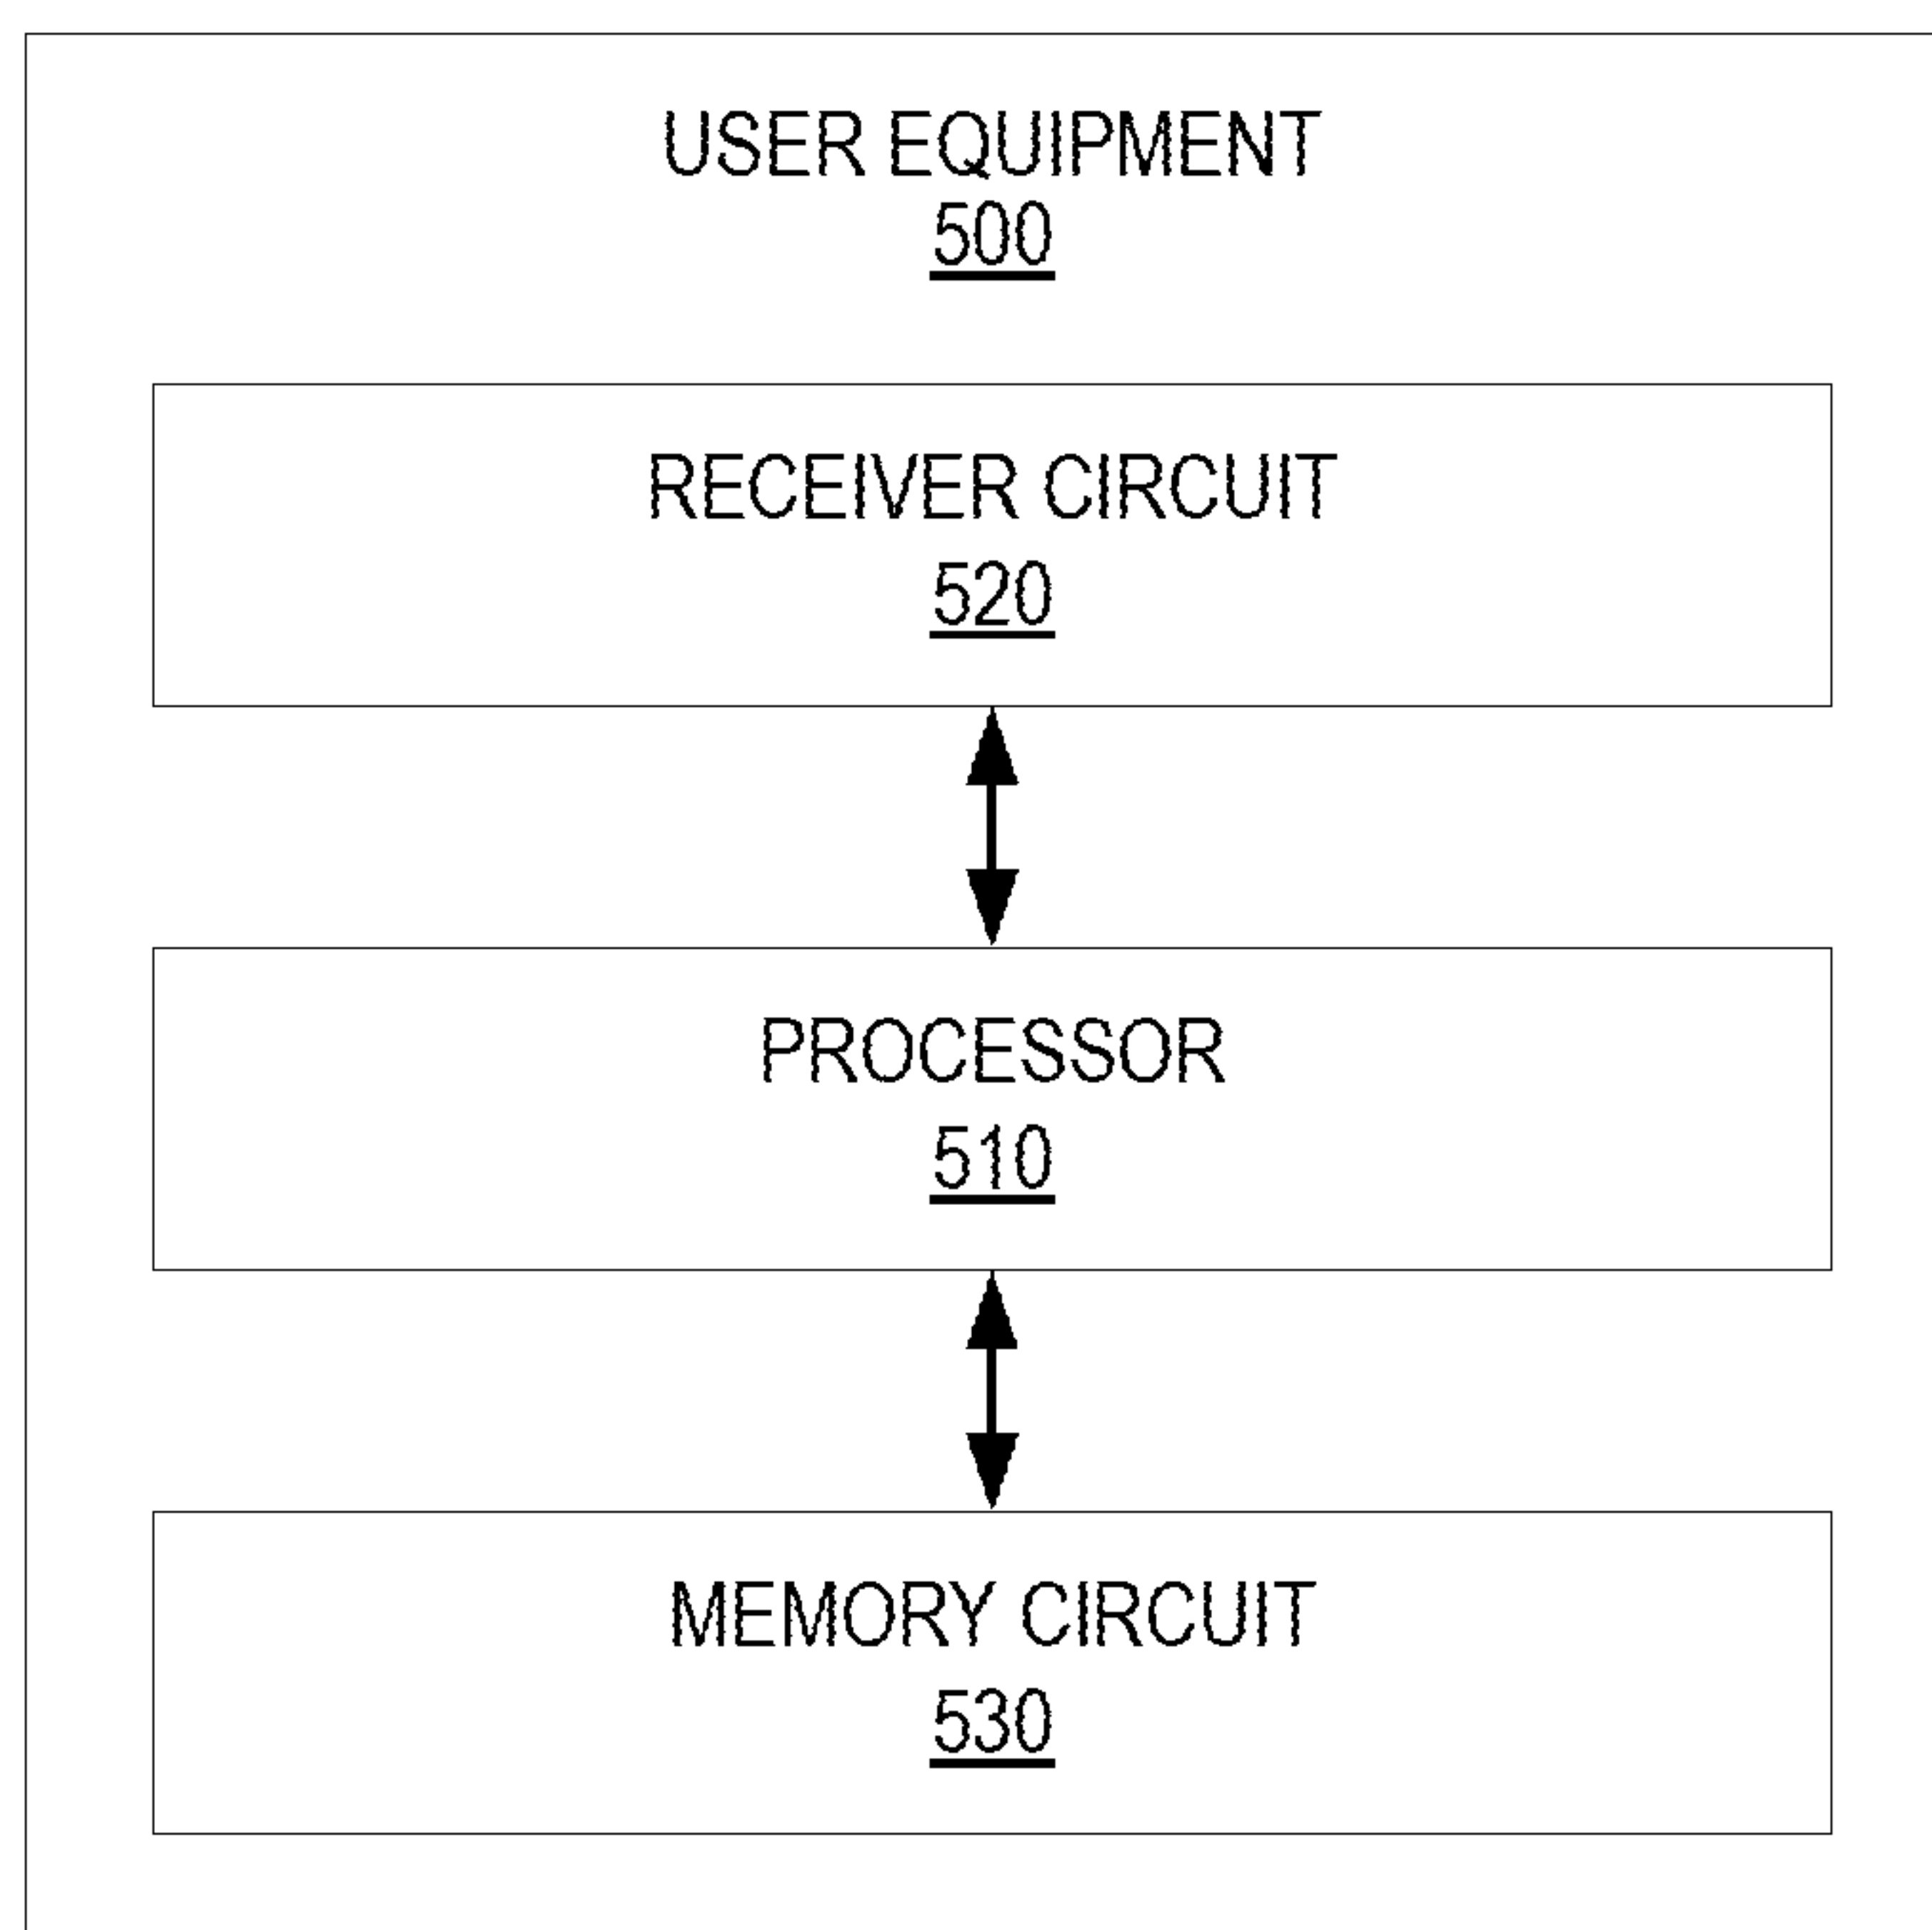 USER EQUIPMENT
500
RECEIVER CIRCUIT
520
PROCESSOR
510
MEMORY CIRCUIT
530